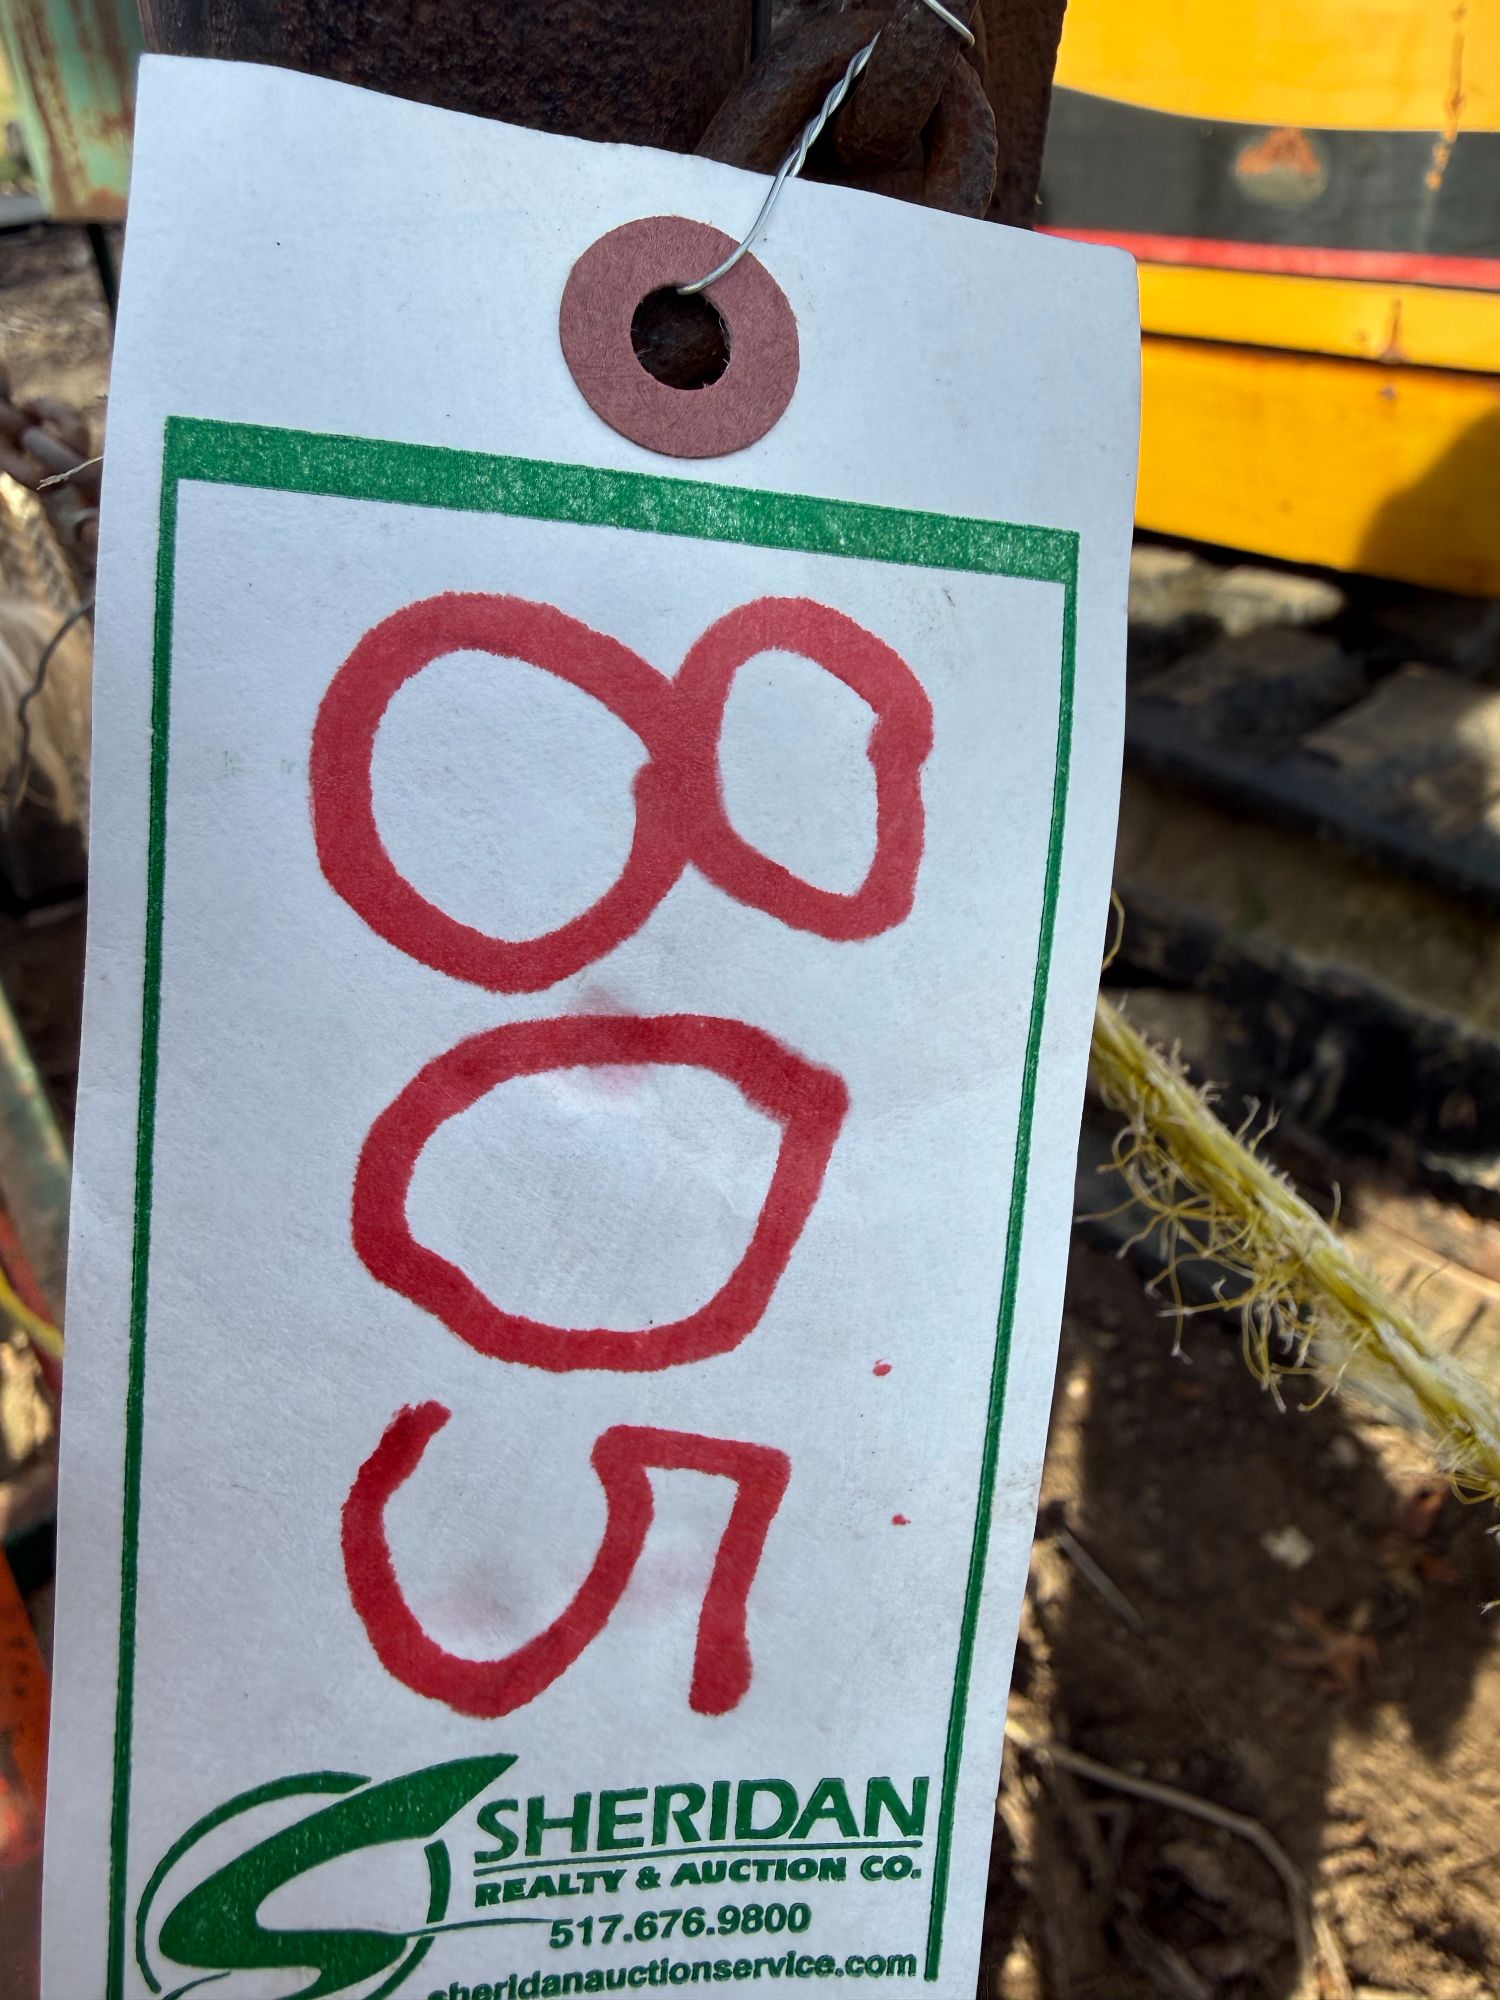 805
SHERIDAN
REALTY & AUCTION CO.
517.676.9800
sheridanauctionservice.com